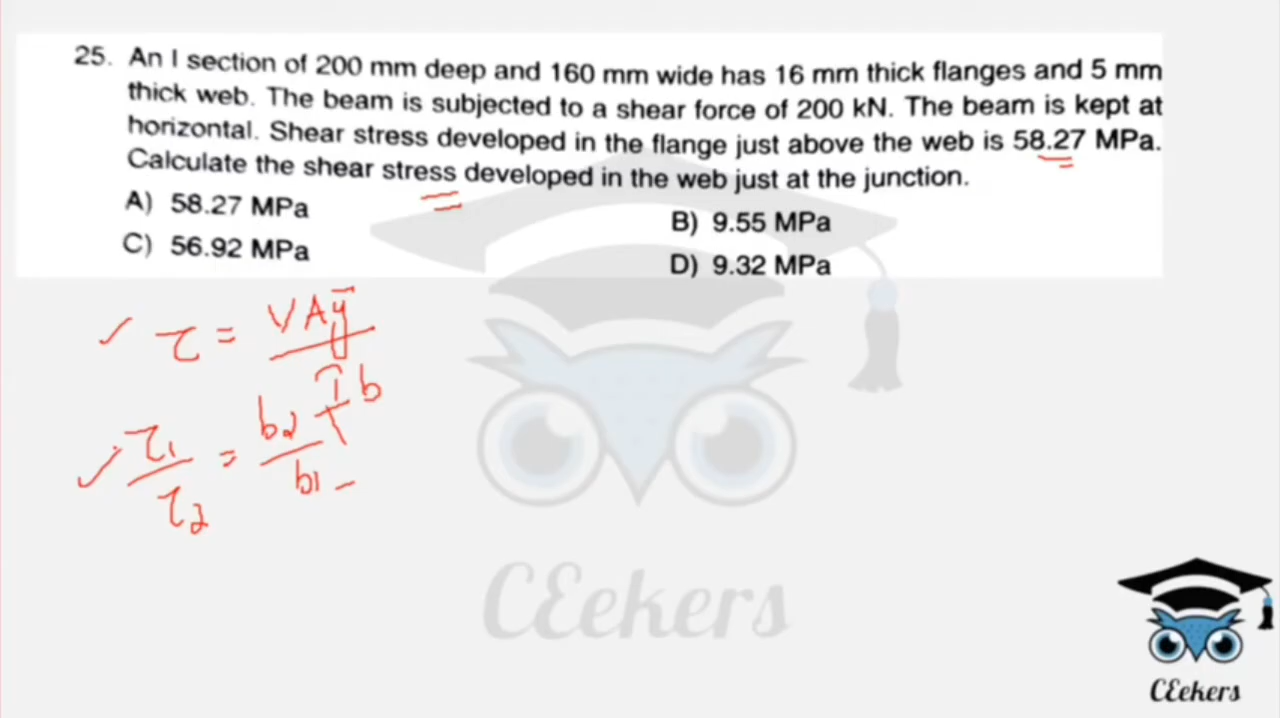 25. An I section of 200 mm deep and 160 mm wide has 16 mm thick flanges and 5 mm
thick web. The beam is subjected to a shear force of 200 kN. The beam is kept at
horizontal. Shear stress developed in the flange just above the web is 58.27 MPa.
Calculate the shear stress developed in the web just at the junction.
A) 58.27 MPa
B) 9.55 MPa
C) 56.92 MPa
D) 9.32 MPa
τ = VAȳ
Ib
τ1 = b2
τ2 b1
CEekers
CEekers